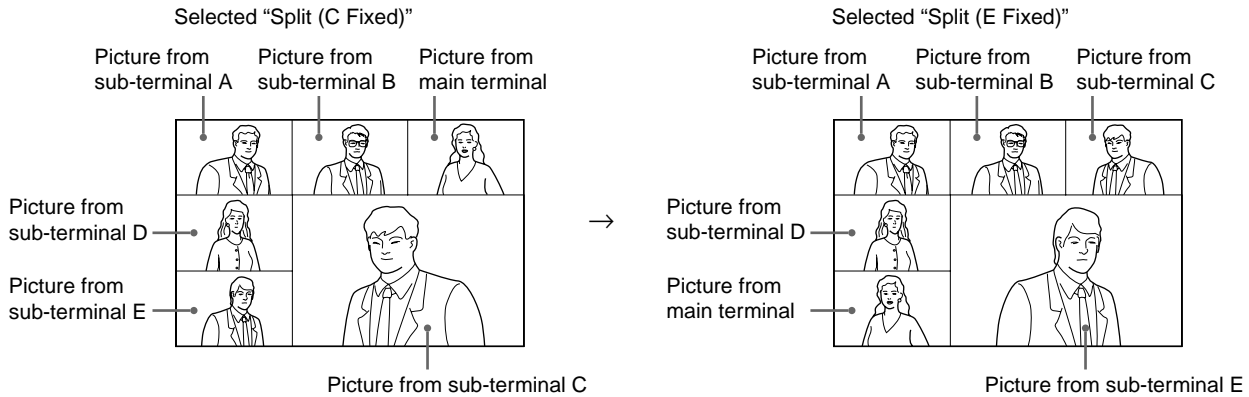 Selected “Split (C Fixed)”
Picture from
sub-terminal A
Picture from
sub-terminal B
Picture from
main terminal
Picture from
sub-terminal D
Picture from
sub-terminal E
Picture from sub-terminal C
→
Selected “Split (E Fixed)”
Picture from
sub-terminal A
Picture from
sub-terminal B
Picture from
sub-terminal C
Picture from
sub-terminal D
Picture from
main terminal
Picture from sub-terminal E